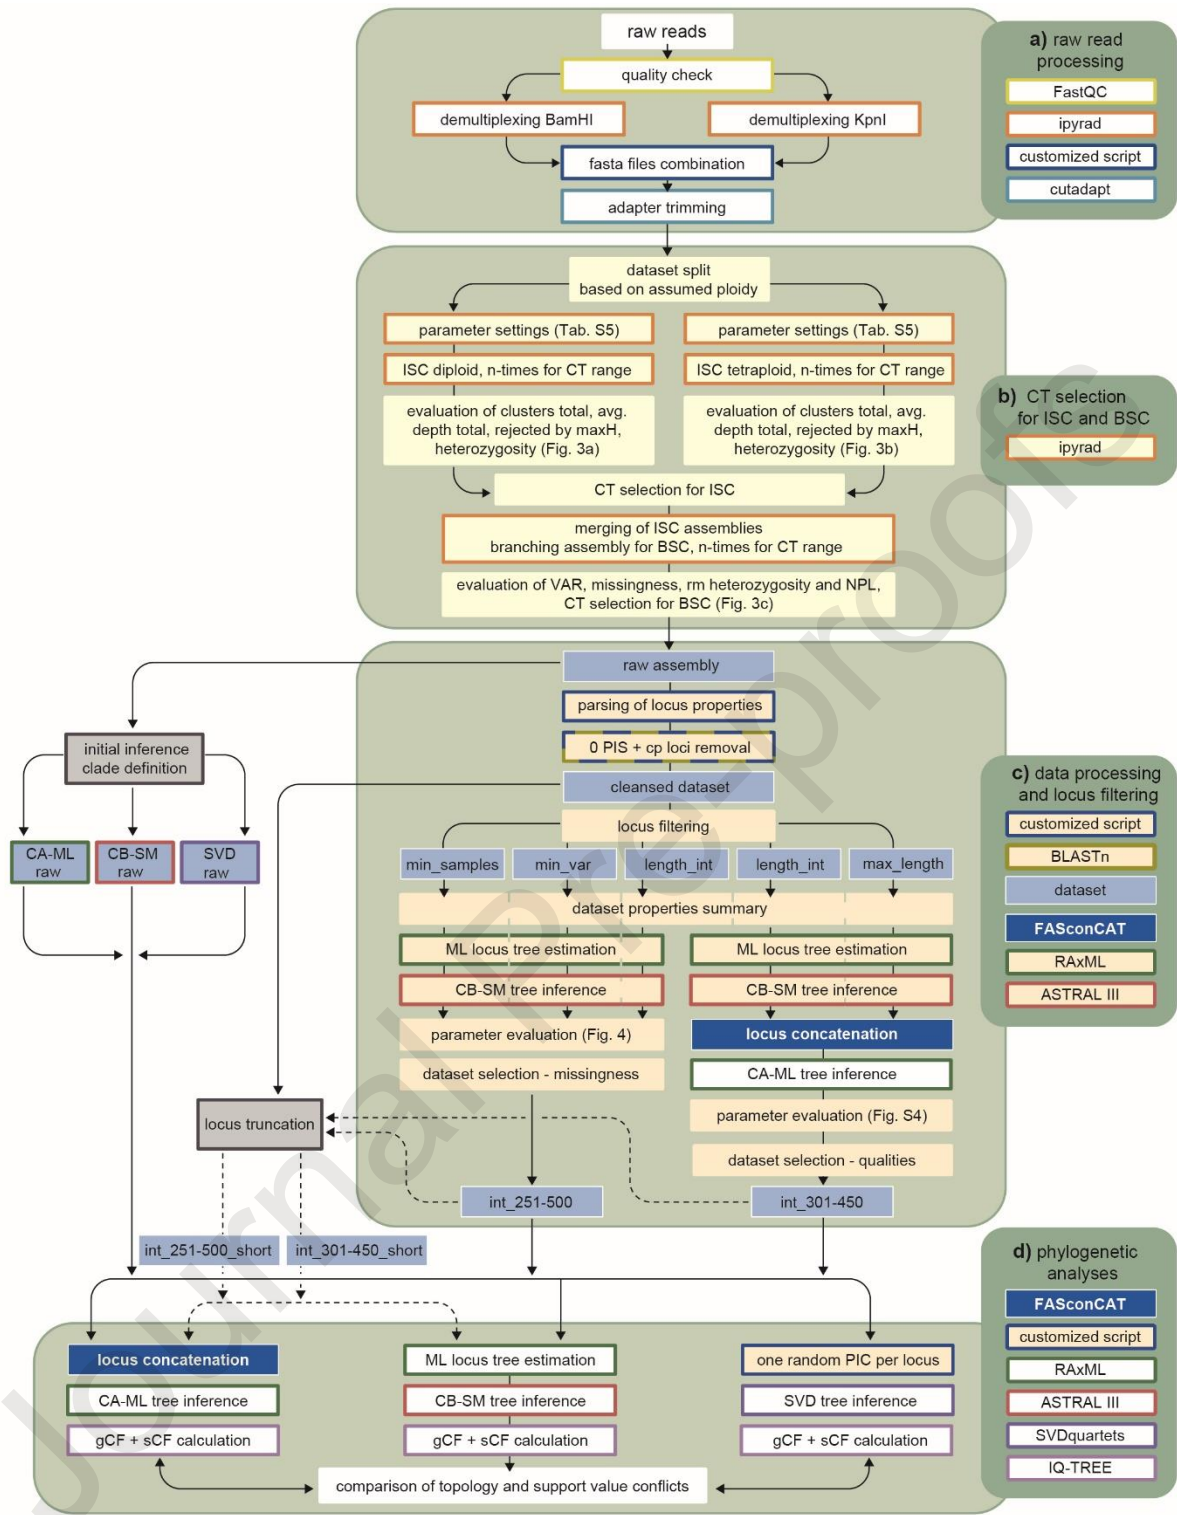 raw reads
quality check
demultiplexing BamHI
demultiplexing KpnI
fasta files combination
adapter trimming
a) raw read
processing
FastQC
ipyrad
customized script
cutadapt
dataset split
based on assumed ploidy
parameter settings (Tab. S5)
parameter settings (Tab. S5)
ISC diploid, n-times for CT range
ISC tetraploid, n-times for CT range
evaluation of clusters total, avg.
depth total, rejected by maxH,
heterozygosity (Fig. 3a)
evaluation of clusters total, avg.
depth total, rejected by maxH,
heterozygosity (Fig. 3b)
CT selection for ISC
merging of ISC assemblies
branching assembly for BSC, n-times for CT range
evaluation of VAR, missingness, rm heterozygosity and NPL,
CT selection for BSC (Fig. 3c)
b) CT selection
for ISC and BSC
ipyrad
raw assembly
parsing of locus properties
0 PIS + cp loci removal
cleansed dataset
locus filtering
min_samples
min_var
length_int
length_int
max_length
dataset properties summary
ML locus tree estimation
ML locus tree estimation
CB-SM tree inference
CB-SM tree inference
parameter evaluation (Fig. 4)
locus concatenation
dataset selection - missingness
CA-ML tree inference
parameter evaluation (Fig. S4)
dataset selection - qualities
int_251-500
int_301-450
initial inference
clade definition
CA-ML
raw
CB-SM
raw
SVD
raw
locus truncation
int_251-500_short
int_301-450_short
c) data processing
and locus filtering
customized script
BLASTn
dataset
FASconCAT
RAxML
ASTRAL III
locus concatenation
ML locus tree estimation
one random PIC per locus
CA-ML tree inference
CB-SM tree inference
SVD tree inference
gCF + sCF calculation
gCF + sCF calculation
gCF + sCF calculation
comparison of topology and support value conflicts
d) phylogenetic
analyses
FASconCAT
customized script
RAxML
ASTRAL III
SVDquartets
IQ-TREE
Journal Pre-proofs